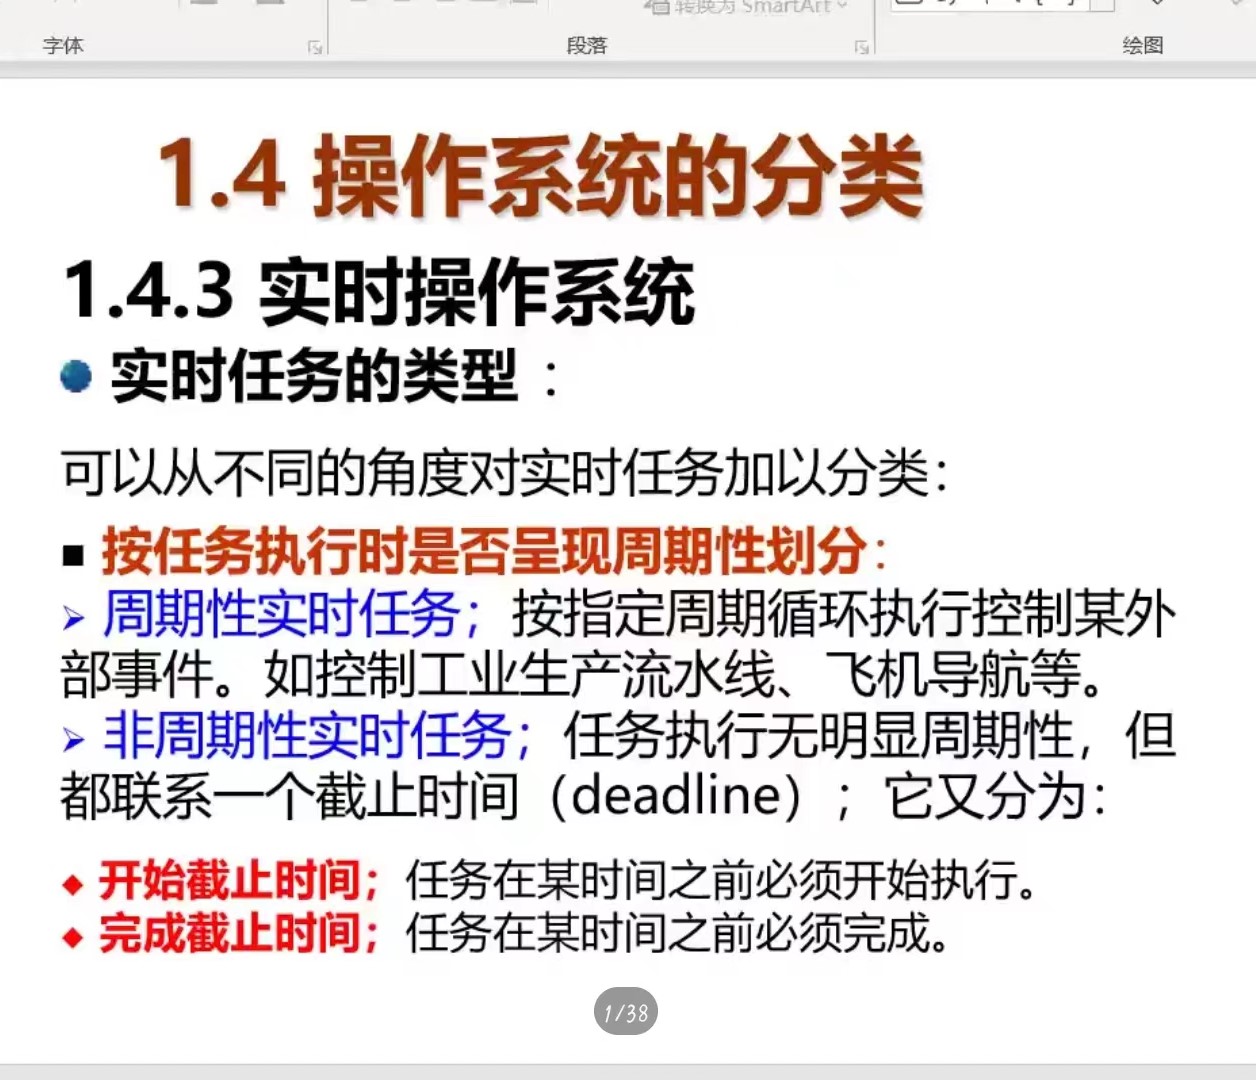 转换为 SmartArt
字体
段落
绘图
1.4 操作系统的分类
1.4.3 实时操作系统
实时任务的类型：
可以从不同的角度对实时任务加以分类：
■ 按任务执行时是否呈现周期性划分：
➢ 周期性实时任务；按指定周期循环执行控制某外
部事件。如控制工业生产流水线、飞机导航等。
➢ 非周期性实时任务；任务执行无明显周期性，但
都联系一个截止时间（deadline）；它又分为：
◆ 开始截止时间；任务在某时间之前必须开始执行。
◆ 完成截止时间；任务在某时间之前必须完成。
1/38